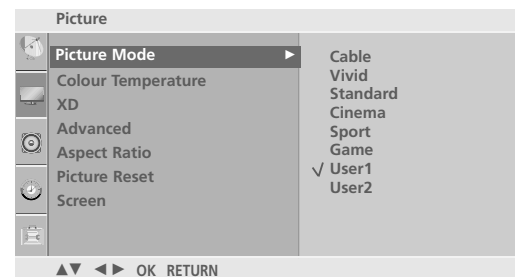 Picture
Picture Mode ►
Colour Temperature
XD
Advanced
Aspect Ratio
Picture Reset
Screen
Cable
Vivid
Standard
Cinema
Sport
Game
√ User1
User2
▲▼ ◄► OK RETURN